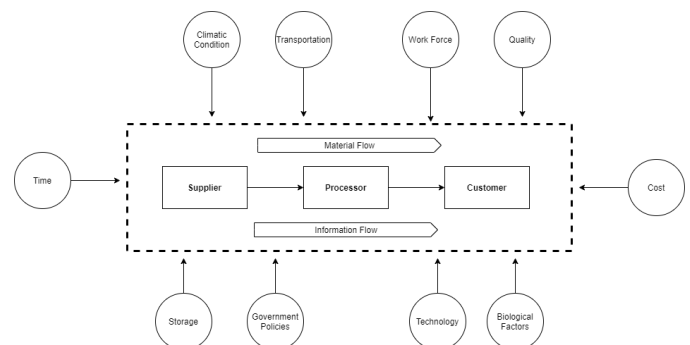 Climatic
Condition
Transportation
Work Force
Quality
Material Flow
Time
Supplier
Processor
Customer
Cost
Information Flow
Storage
Government
Policies
Technology
Biological
Factors